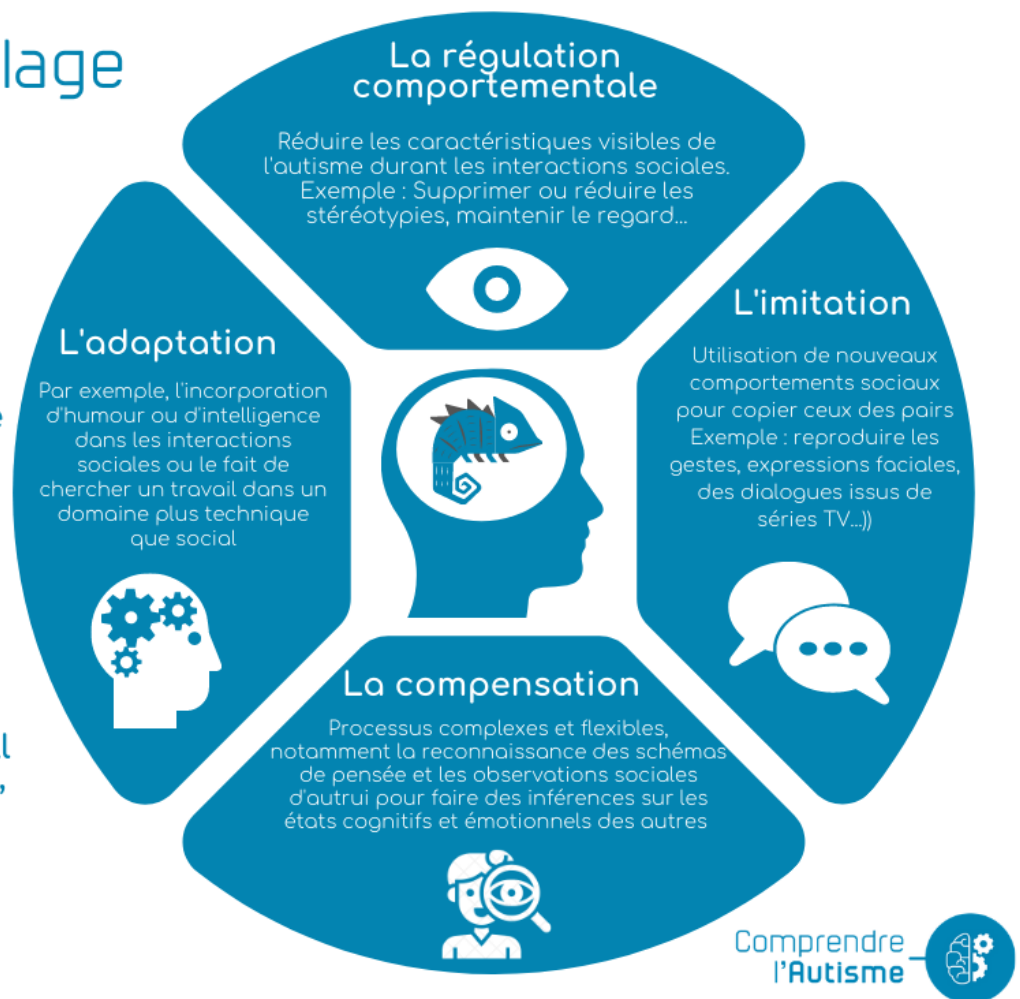 lage
La régulation
comportementale
Réduire les caractéristiques visibles de
l'autisme durant les interactions sociales.
Exemple : Supprimer ou réduire les
stéréotypies, maintenir le regard...
L'adaptation
Par exemple, l'incorporation
d'humour ou d'intelligence
dans les interactions
sociales ou le fait de
chercher un travail dans un
domaine plus technique
que social
L'imitation
Utilisation de nouveaux
comportements sociaux
pour copier ceux des pairs
Exemple : reproduire les
gestes, expressions faciales,
des dialogues issus de
séries TV...))
La compensation
Processus complexes et flexibles,
notamment la reconnaissance des schémas
de pensée et les observations sociales
d'autrui pour faire des inférences sur les
états cognitifs et émotionnels des autres
Comprendre
l'Autisme